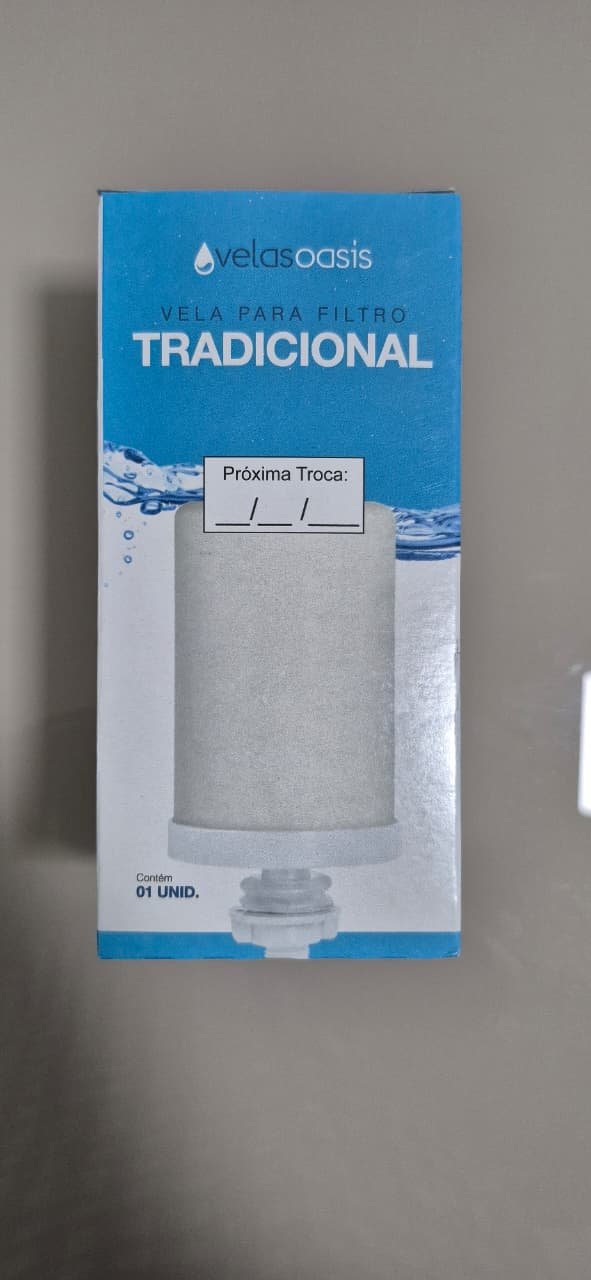 velasoasis
VELA PARA FILTRO
TRADICIONAL
Próxima Troca:
__/__/___
Contém
01 UNID.